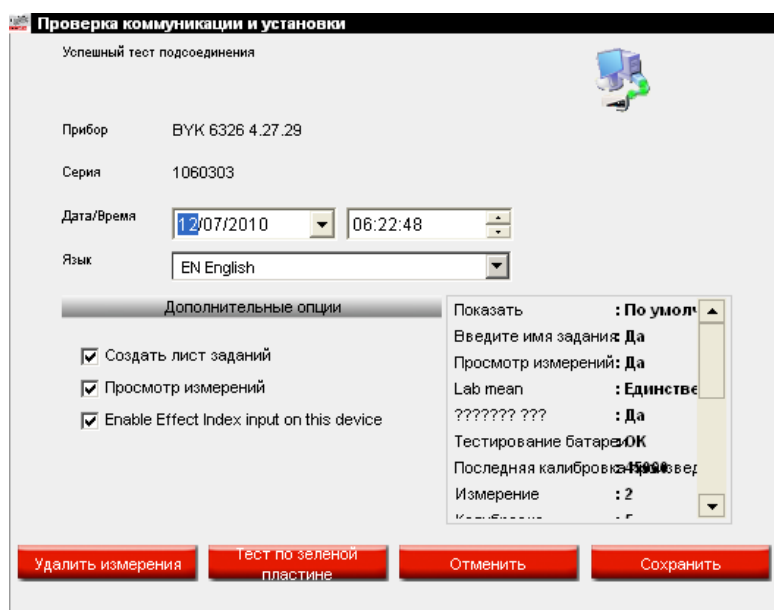 Проверка коммуникации и установки
Успешный тест подсоединения
Прибор BYK 6326 4.27.29
Серия 1060303
Дата/Время 12/07/2010 06:22:48
Язык EN English
Дополнительные опции
Создать лист заданий
Просмотр измерений
Enable Effect Index input on this device
Показать : По умолч
Введите имя задания: Да
Просмотр измерений: Да
Lab mean : Единстве
??????? ??? : Да
Тестирование батареи OK
Последняя калибровка
Измерение : 2
Удалить измерения
Тест по зеленой
пластине
Отменить
Сохранить